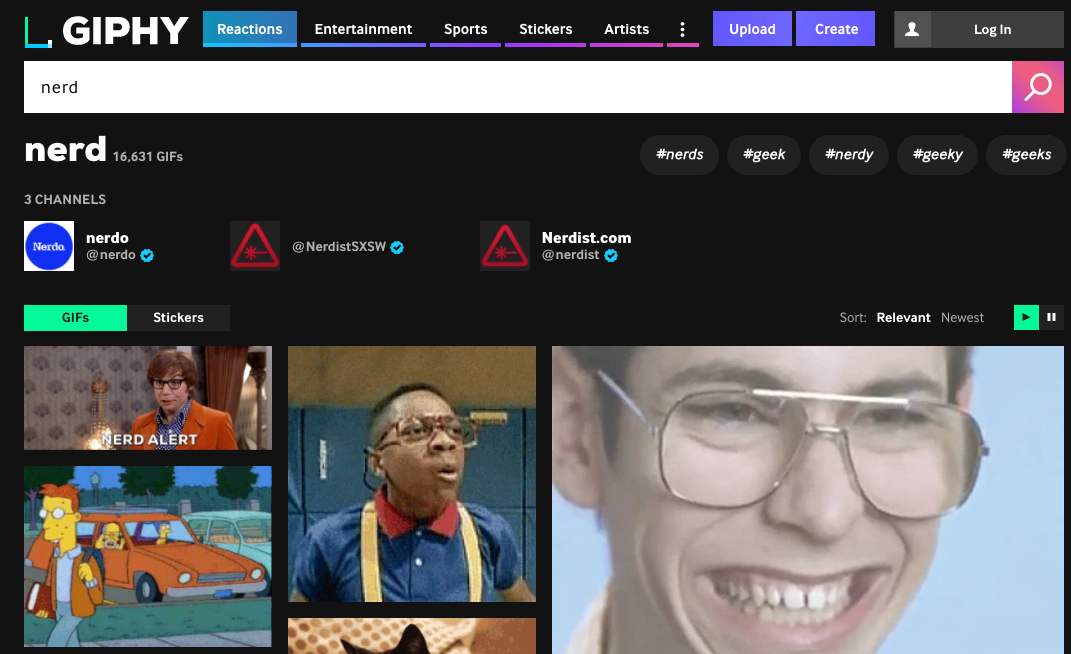 GIPHY
Reactions Entertainment Sports Stickers Artists Upload Create Log In
nerd
nerd 16,631 GIFs
#nerds #geek #nerdy #geeky #geeks
3 CHANNELS
Nerdo.
nerdo
@nerdo
@NerdistSXSW
Nerdist.com
@nerdist
GIFs Stickers
Sort: Relevant Newest
NERD ALERT